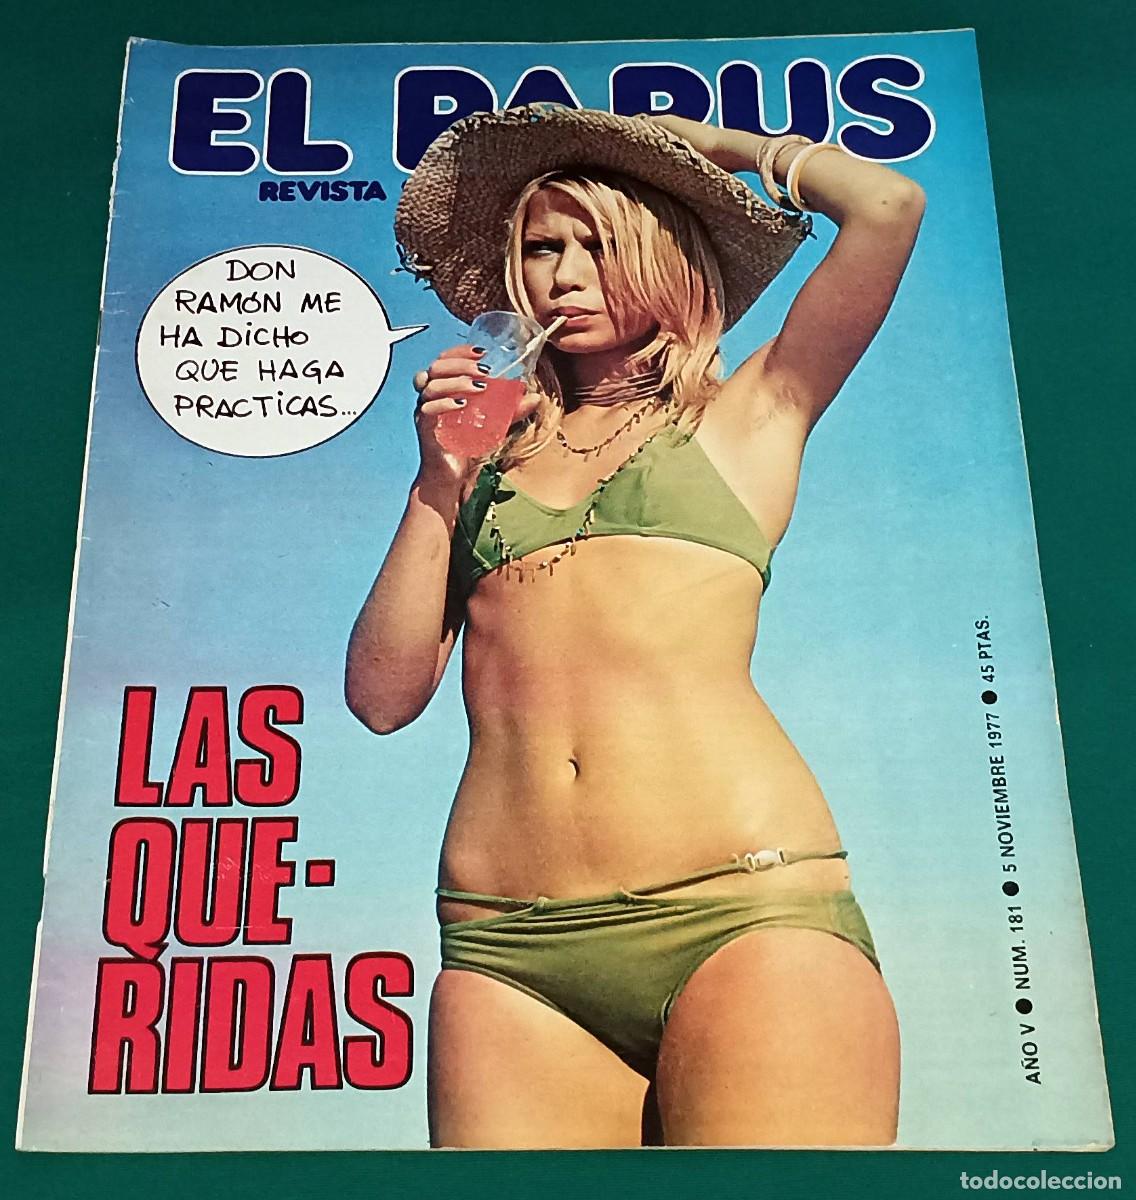 EL PAPUS
REVISTA
DON
RAMÓN ME
HA DICHO
QUE HAGA
PRACTICAS...
LAS
QUE-
RIDAS
AÑO V ● NUM. 181 ● 5 NOVIEMBRE 1977 ● 45 PTAS.
todocoleccion